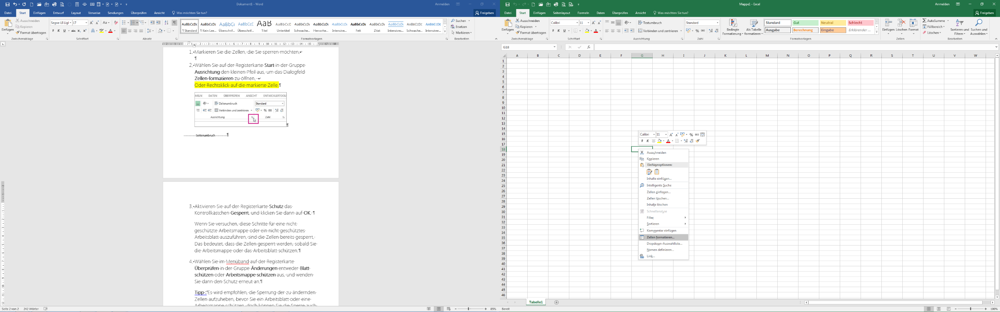 Dokument1 - Word
Anmelden
Datei Start Einfügen Entwurf Layout Verweise Sendungen Überprüfen Ansicht Was möchten Sie tun? Freigeben
Einfügen
Ausschneiden
Kopieren
Format übertragen
Zwischenablage
Segoe UI Ligl 17
F K U abc x₂ x²
Schriftart
Absatz
AaBbCcDc AaBbCcDc AaBbCc AaBbCcC AaB AaBbCcC AaBbCcDc AaBbCcDc AaBbCcDc AaBbCcDc AaBbCcDc AaBbCcDc AaBbCcDc AaBbCcDc
¶ Standard ¶ Kein Lee... Überschrif... Überschrif... Titel Untertitel Schwache... Hervorhe... Intensive... Fett Zitat Intensives... Schwache... Intensiver...
Formatvorlagen
Suchen
Ersetzen
Markieren
Bearbeiten
1. Markieren Sie die Zellen, die Sie sperren möchten.
¶
2. Wählen Sie auf der Registerkarte Start in der Gruppe
Ausrichtung den kleinen Pfeil aus, um das Dialogfeld
Zellen formatieren zu öffnen.
Oder Rechtsklick auf die markierte Zelle.¶
MELN DATEN ÜBERPRÜFEN ANSICHT ENTWICKLERTOOLS
Zeilenumbruch Standard
Verbinden und zentrieren % 000
Ausrichtung Zahl
Seitenumbruch¶
3. Aktivieren Sie auf der Registerkarte Schutz das
Kontrollkästchen Gesperrt, und klicken Sie dann auf OK. ¶
Wenn Sie versuchen, diese Schritte für eine nicht
geschützte Arbeitsmappe oder ein nicht geschütztes
Arbeitsblatt auszuführen, sind die Zellen bereits gesperrt.
Das bedeutet, dass die Zellen gesperrt werden, sobald Sie
die Arbeitsmappe oder das Arbeitsblatt schützen.¶
4. Wählen Sie im Menüband auf der Registerkarte
Überprüfen in der Gruppe Änderungen entweder Blatt
schützen oder Arbeitsmappe schützen aus, und wenden
Sie dann den Schutz erneut an.¶
Tipp : Es wird empfohlen, die Sperrung der zu ändernden
Zellen aufzuheben, bevor Sie ein Arbeitsblatt oder eine
Arbeitsmappe schützen, doch können Sie die Sperre auch
Seite 2 von 2 242 Wörter 85%
Mappe1 - Excel
Anmelden
Datei Start Einfügen Seitenlayout Formeln Daten Überprüfen Ansicht Was möchten Sie tun? Freigeben
Einfügen
Ausschneiden
Kopieren
Format übertragen
Zwischenablage
Calibri 11
F K U
Schriftart
Textumbruch
Verbinden und zentrieren
Ausrichtung
Standard
% 000
Zahl
Bedingte Formatierung
Als Tabelle formatieren
Standard Gut Neutral Schlecht
Ausgabe Berechnung Eingabe Erklärender ...
Formatvorlagen
Einfügen Löschen Format
Zellen
AutoSumme
Füllbereich
Löschen
Sortieren und Filtern
Suchen und Auswählen
Bearbeiten
G18 fx
A B C D E F G H I J K L M N O P Q R S T U V W
1
2
3
4
5
6
7
8
9
10
11
12
13
14
15
16
17
18
19
20
21
22
23
24
25
26
27
28
29
30
31
32
33
34
35
36
37
38
39
40
41
42
43
44
45
46
Calibri 11 % 000
F K
Ausschneiden
Kopieren
Einfügeoptionen:
Inhalte einfügen...
Intelligente Suche
Zellen einfügen...
Zellen löschen...
Inhalte löschen
Schnellanalyse
Filter
Sortieren
Kommentar einfügen
Zellen formatieren...
Dropdown-Auswahlliste...
Namen definieren...
Link...
Tabelle1
Bereit 100%